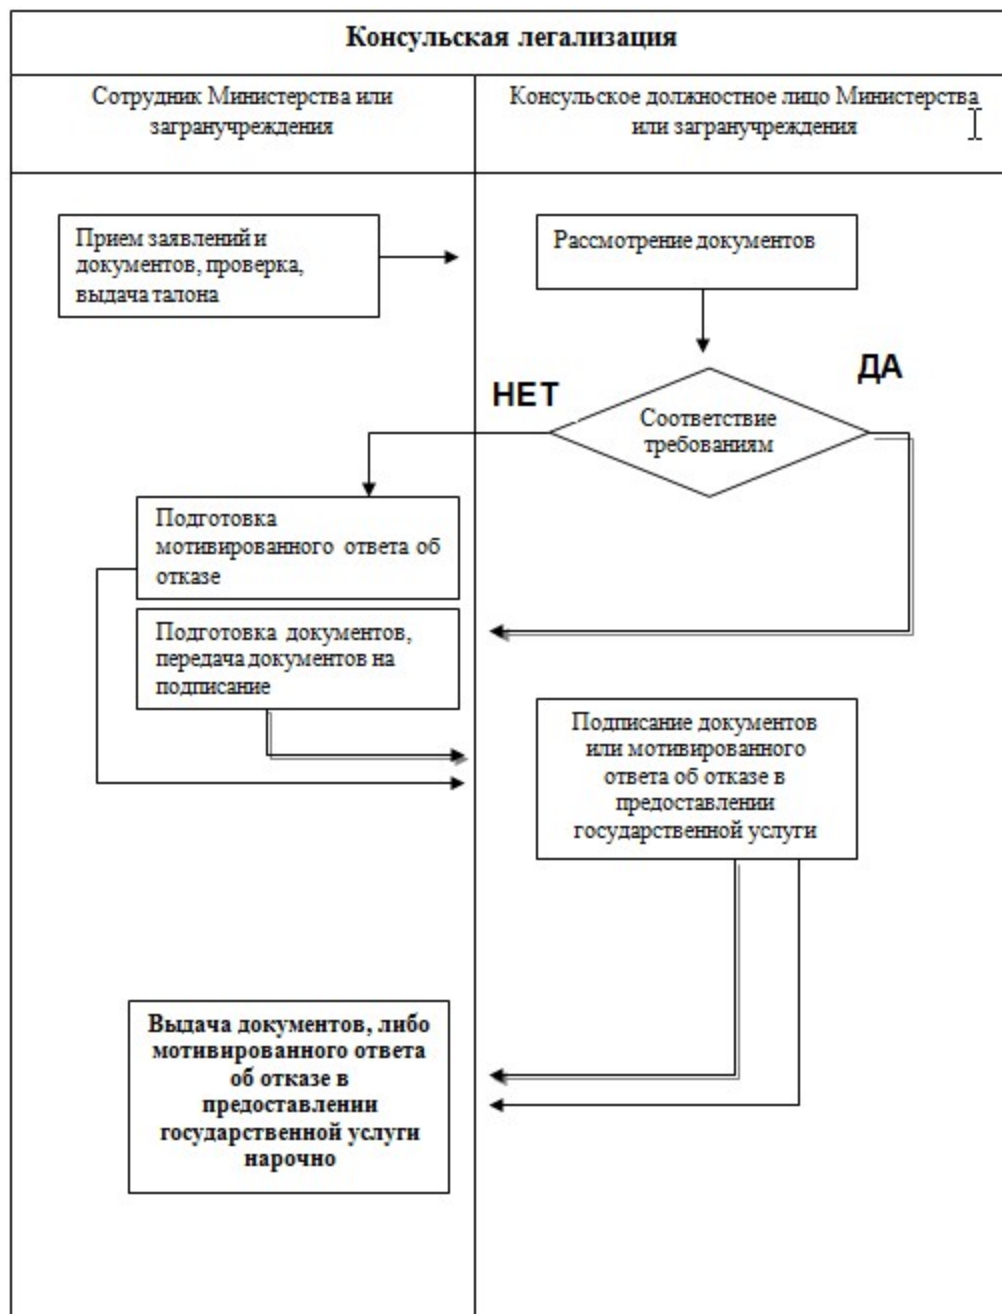 Консульская легализация
Сотрудник Министерства или
загранучреждения
Консульское должностное лицо Министерства
или загранучреждения
Прием заявлений и
документов, проверка,
выдача талона
Рассмотрение документов
ДА
НЕТ
Соответствие
требованиям
Подготовка
мотивированного ответа об
отказе
Подготовка документов,
передача документов на
подписание
Подписание документов
или мотивированного
ответа об отказе в
предоставлении
государственной услуги
Выдача документов, либо
мотивированного ответа
об отказе в
предоставлении
государственной услуги
нарочно